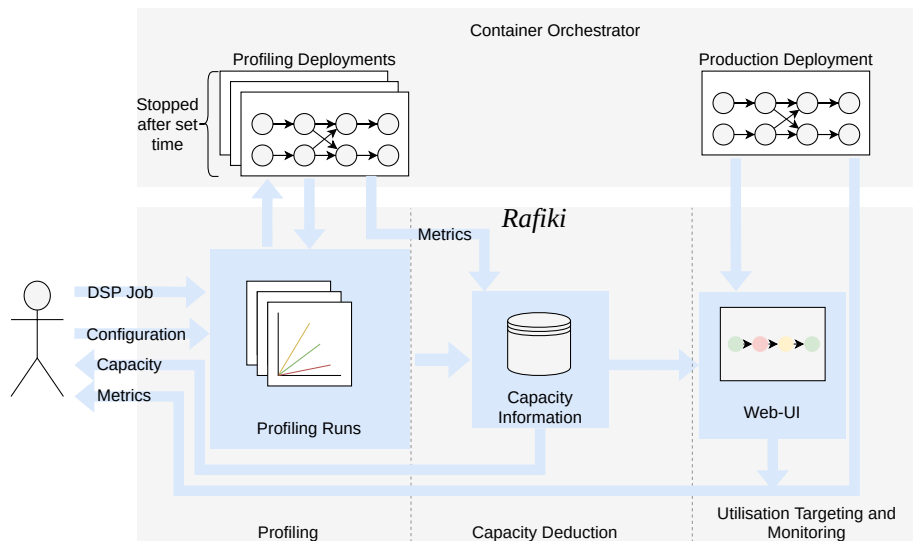 Container Orchestrator
Profiling Deployments
Production Deployment
Stopped
after set
time
Rafiki
Metrics
DSP Job
Configuration
Capacity
Metrics
Profiling Runs
Capacity
Information
Web-UI
Profiling
Capacity Deduction
Utilisation Targeting and
Monitoring